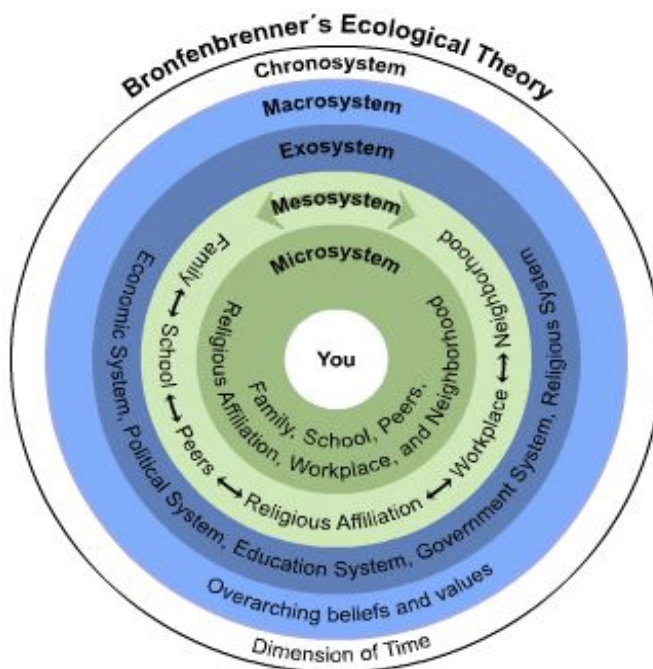 Bronfenbrenner´s Ecological Theory
Chronosystem
Macrosystem
Exosystem
Mesosystem
Microsystem
You
Family, School, Peers,
Religious Affiliation, Workplace, and Neighborhood
Family ↔ School ↔ Peers ↔ Religious Affiliation ↔ Workplace ↔ Neighborhood
Economic System, Political System, Education System, Government System, Religious System
Overarching beliefs and values
Dimension of Time